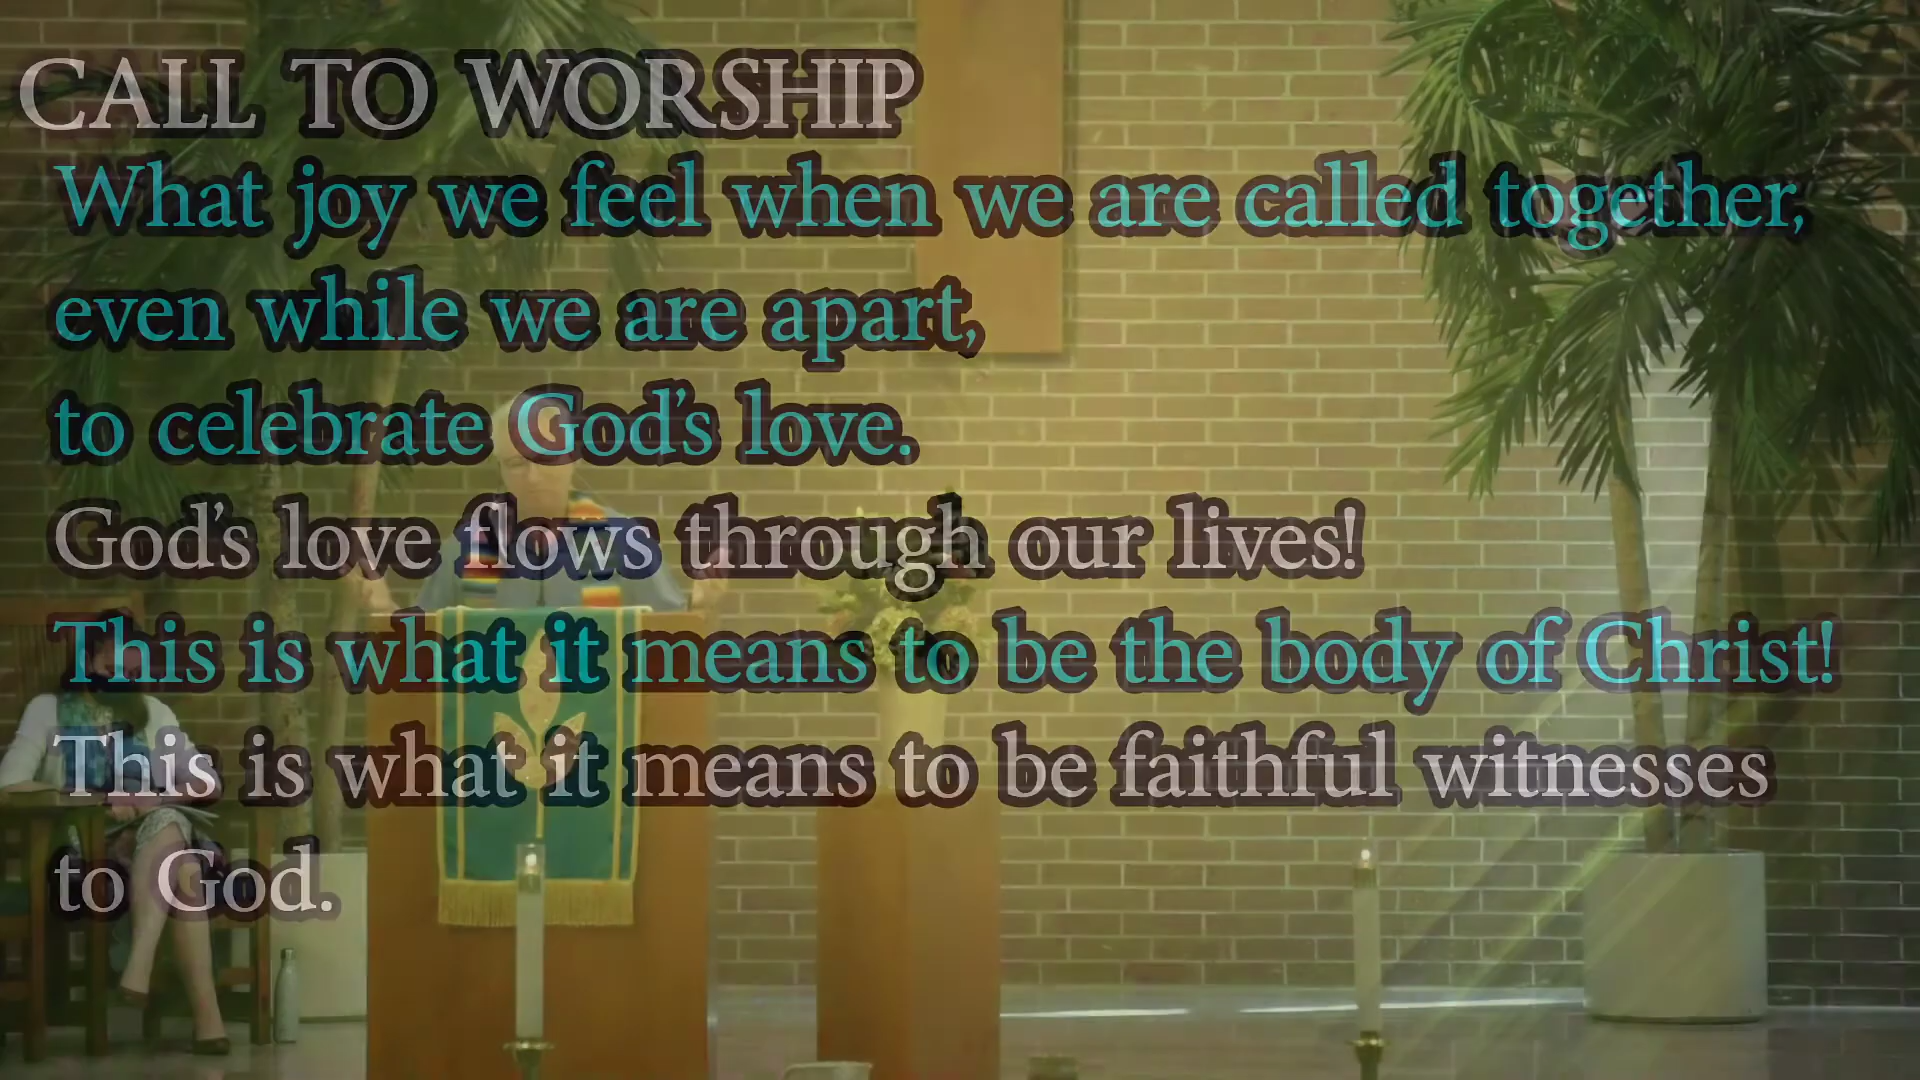 CALL TO WORSHIP
What joy we feel when we are called together,
even while we are apart,
to celebrate God's love.
God's love flows through our lives!
This is what it means to be the body of Christ!
This is what it means to be faithful witnesses
to God.